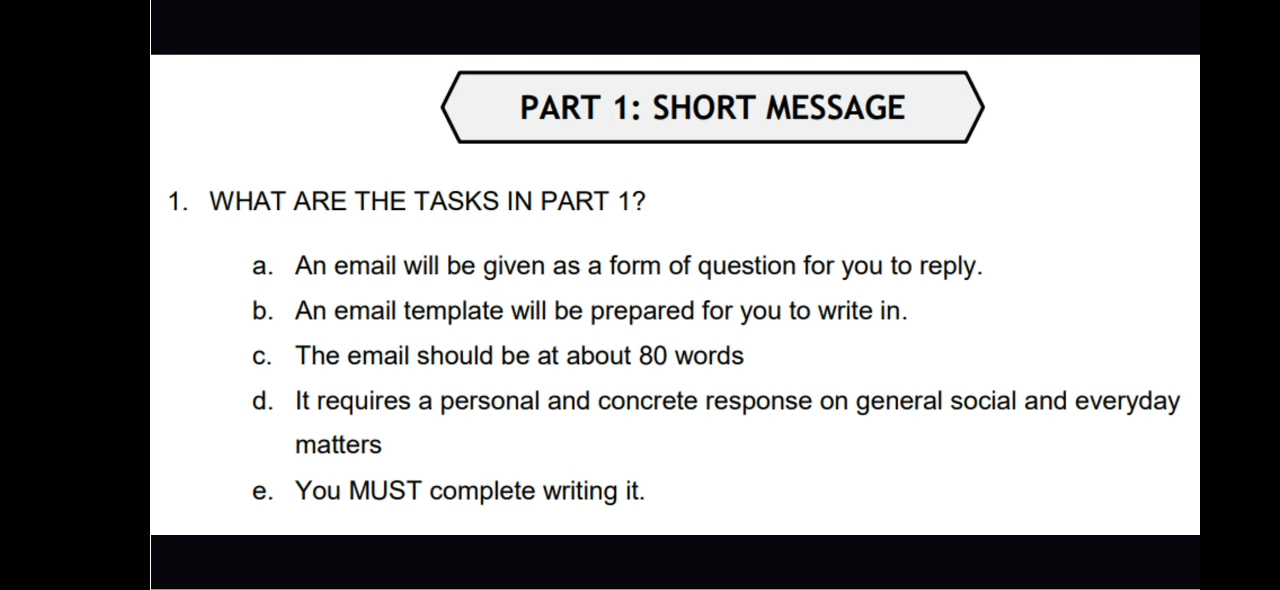 PART 1: SHORT MESSAGE
1. WHAT ARE THE TASKS IN PART 1?
a. An email will be given as a form of question for you to reply.
b. An email template will be prepared for you to write in.
c. The email should be at about 80 words
d. It requires a personal and concrete response on general social and everyday
matters
e. You MUST complete writing it.